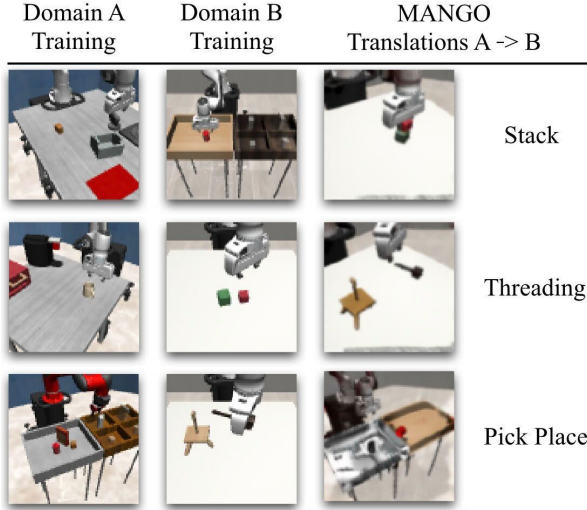 Domain A
Training
Domain B
Training
MANGO
Translations A -> B
Stack
Threading
Pick Place